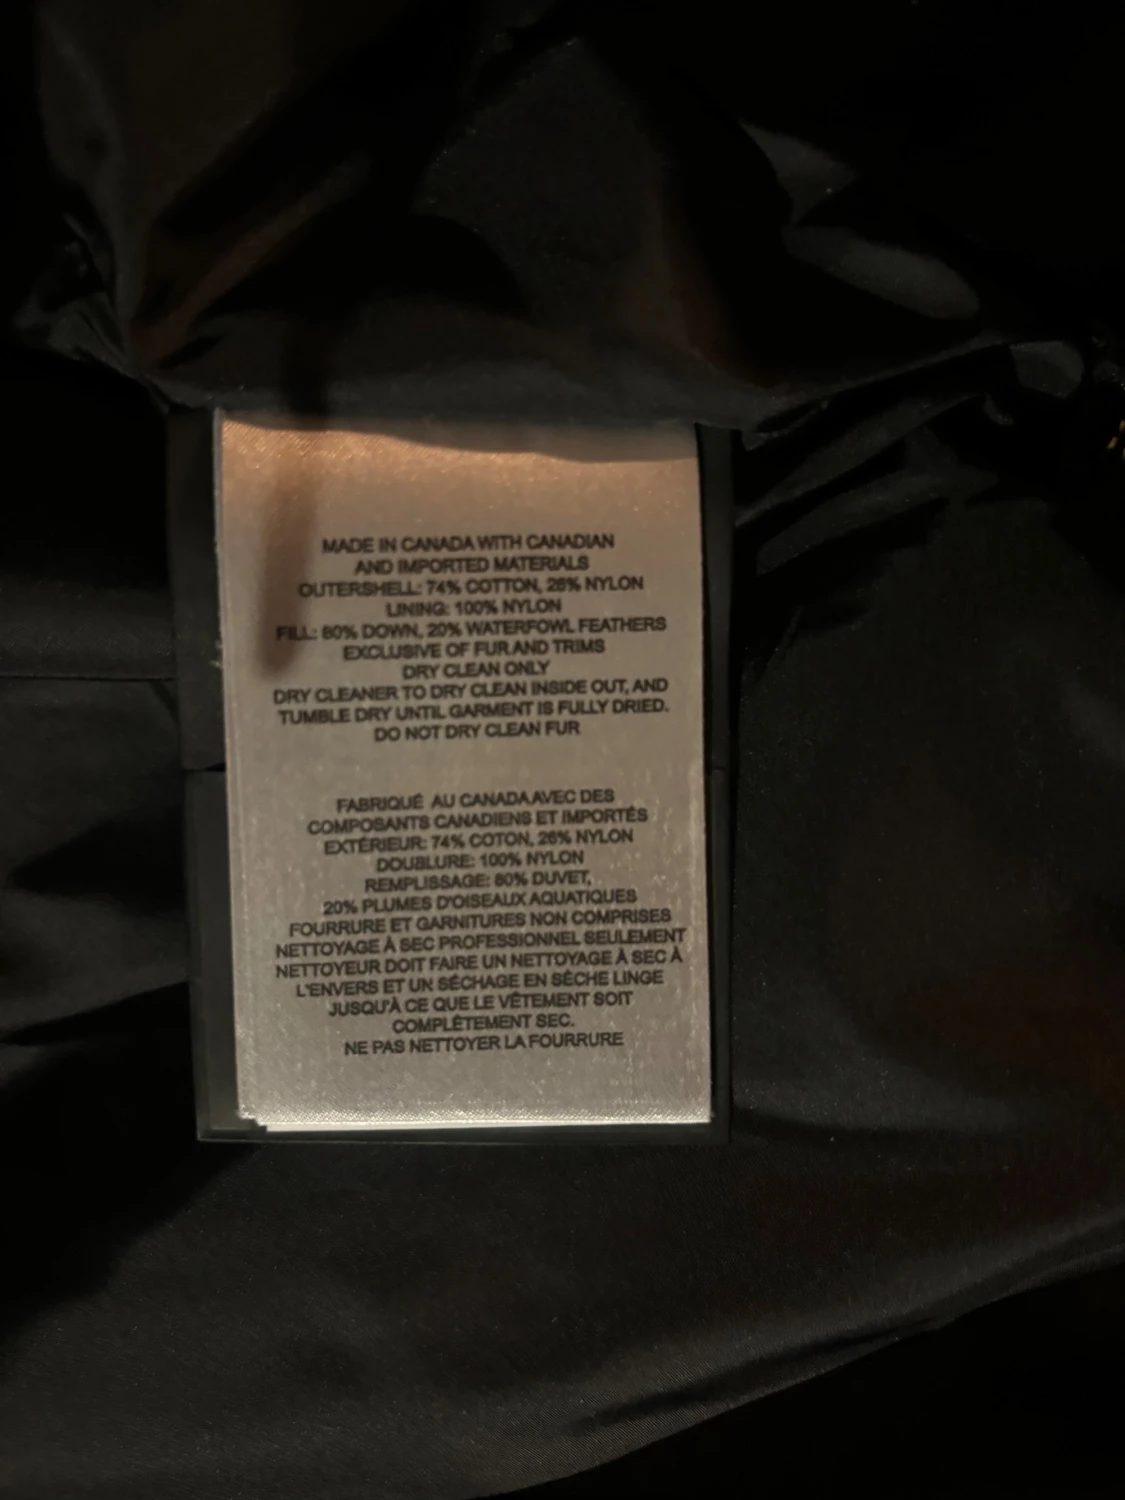 MADE IN CANADA WITH CANADIAN
AND IMPORTED MATERIALS
OUTERSHELL: 74% COTTON, 26% NYLON
LINING: 100% NYLON
FILL: 80% DOWN, 20% WATERFOWL FEATHERS
EXCLUSIVE OF FUR AND TRIMS
DRY CLEAN ONLY
DRY CLEANER TO DRY CLEAN INSIDE OUT, AND
TUMBLE DRY UNTIL GARMENT IS FULLY DRIED.
DO NOT DRY CLEAN FUR
FABRIQUÉ AU CANADA AVEC DES
COMPOSANTS CANADIENS ET IMPORTÉS
EXTÉRIEUR: 74% COTON, 26% NYLON
DOUBLURE: 100% NYLON
REMPLISSAGE: 80% DUVET,
20% PLUMES D'OISEAUX AQUATIQUES
FOURRURE ET GARNITURES NON COMPRISES
NETTOYAGE À SEC PROFESSIONNEL SEULEMENT
NETTOYEUR DOIT FAIRE UN NETTOYAGE À SEC À
L'ENVERS ET UN SÉCHAGE EN SÈCHE LINGE
JUSQU'À CE QUE LE VÊTEMENT SOIT
COMPLÈTEMENT SEC.
NE PAS NETTOYER LA FOURRURE